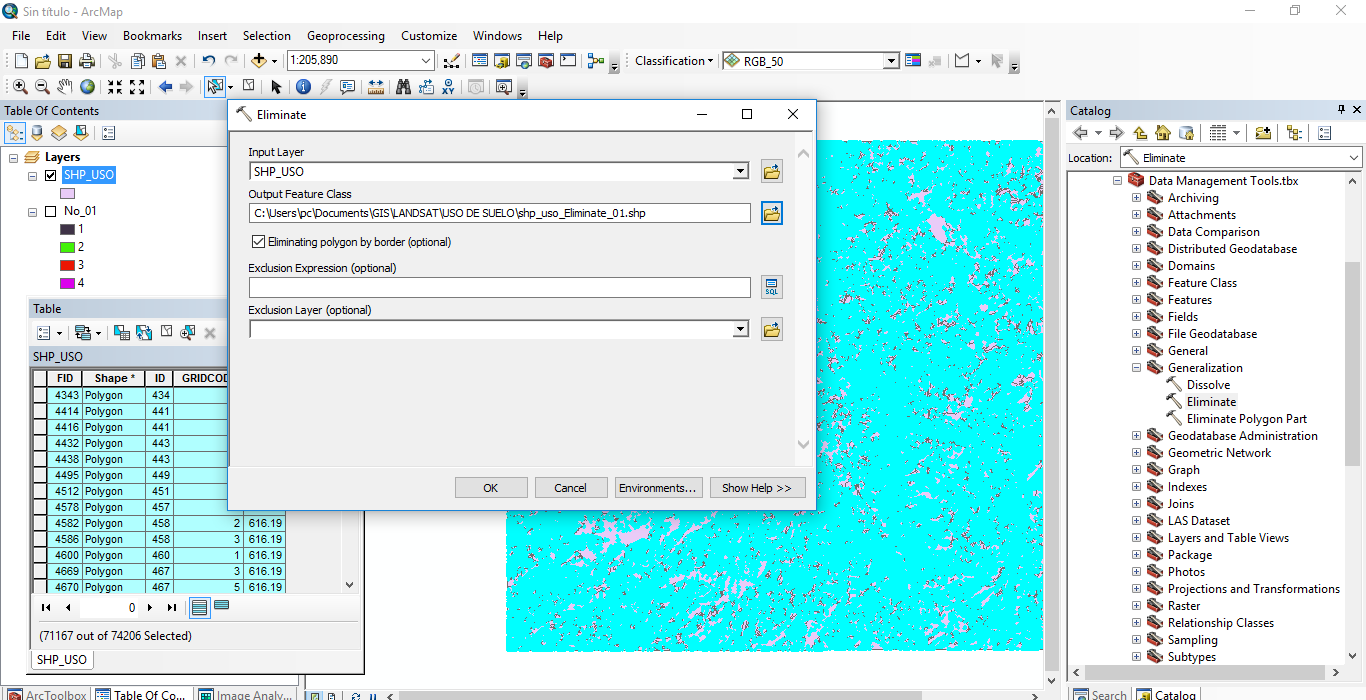 Sin título - ArcMap
File Edit View Bookmarks Insert Selection Geoprocessing Customize Windows Help
1:205,890
Classification RGB_50
Table Of Contents
Layers
SHP_USO
No_01
1
2
3
4
Table
SHP_USO
FID Shape * ID GRIDCOD
4343 Polygon 434
4414 Polygon 441
4416 Polygon 441
4432 Polygon 443
4438 Polygon 443
4495 Polygon 449
4512 Polygon 451
4578 Polygon 457
4582 Polygon 458 2 616.19
4586 Polygon 458 3 616.19
4600 Polygon 460 1 616.19
4669 Polygon 467 3 616.19
4670 Polygon 467 5 616.19
0
(71167 out of 74206 Selected)
SHP_USO
ArcToolbox Table Of Co... Image Analy...
Eliminate
Input Layer
SHP_USO
Output Feature Class
C:\Users\pc\Documents\GIS\LANDSAT\USO DE SUELO\shp_uso_Eliminate_01.shp
Eliminating polygon by border (optional)
Exclusion Expression (optional)
SQL
Exclusion Layer (optional)
OK Cancel Environments... Show Help >>
Catalog
Location: Eliminate
Data Management Tools.tbx
Archiving
Attachments
Data Comparison
Distributed Geodatabase
Domains
Feature Class
Features
Fields
File Geodatabase
General
Generalization
Dissolve
Eliminate
Eliminate Polygon Part
Geodatabase Administration
Geometric Network
Graph
Indexes
Joins
LAS Dataset
Layers and Table Views
Package
Photos
Projections and Transformations
Raster
Relationship Classes
Sampling
Subtypes
Search Catalog